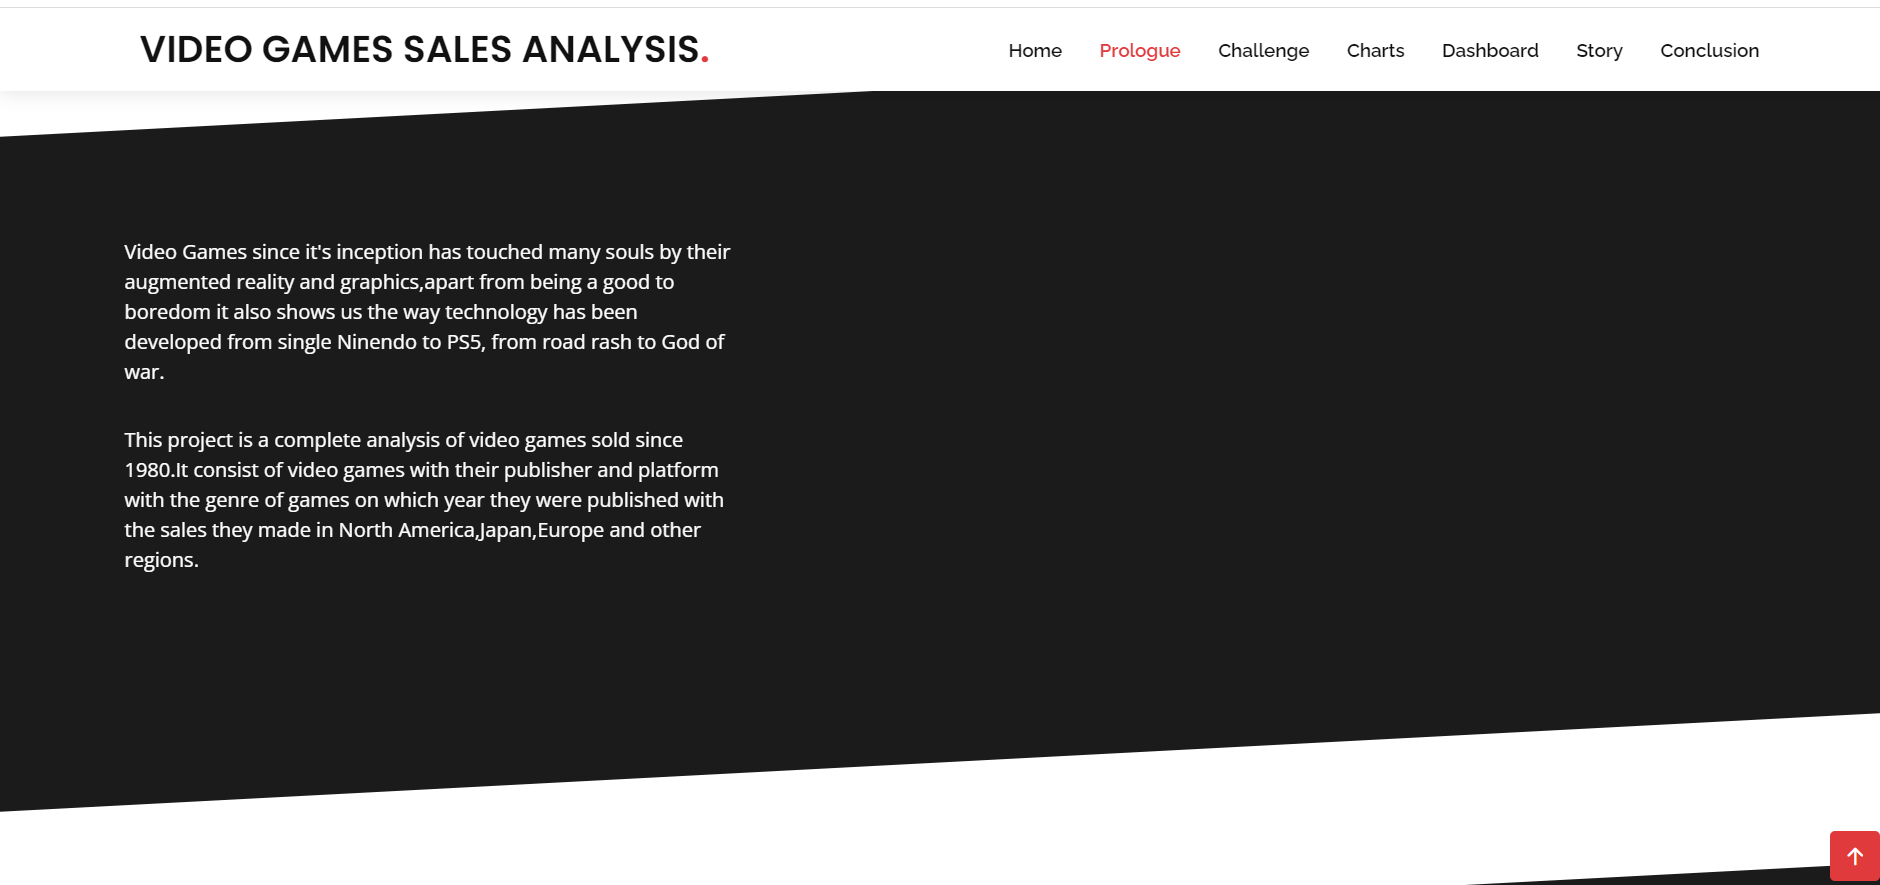 VIDEO GAMES SALES ANALYSIS.
Home Prologue Challenge Charts Dashboard Story Conclusion
Video Games since it's inception has touched many souls by their
augmented reality and graphics,apart from being a good to
boredom it also shows us the way technology has been
developed from single Ninendo to PS5, from road rash to God of
war.
This project is a complete analysis of video games sold since
1980.It consist of video games with their publisher and platform
with the genre of games on which year they were published with
the sales they made in North America,Japan,Europe and other
regions.